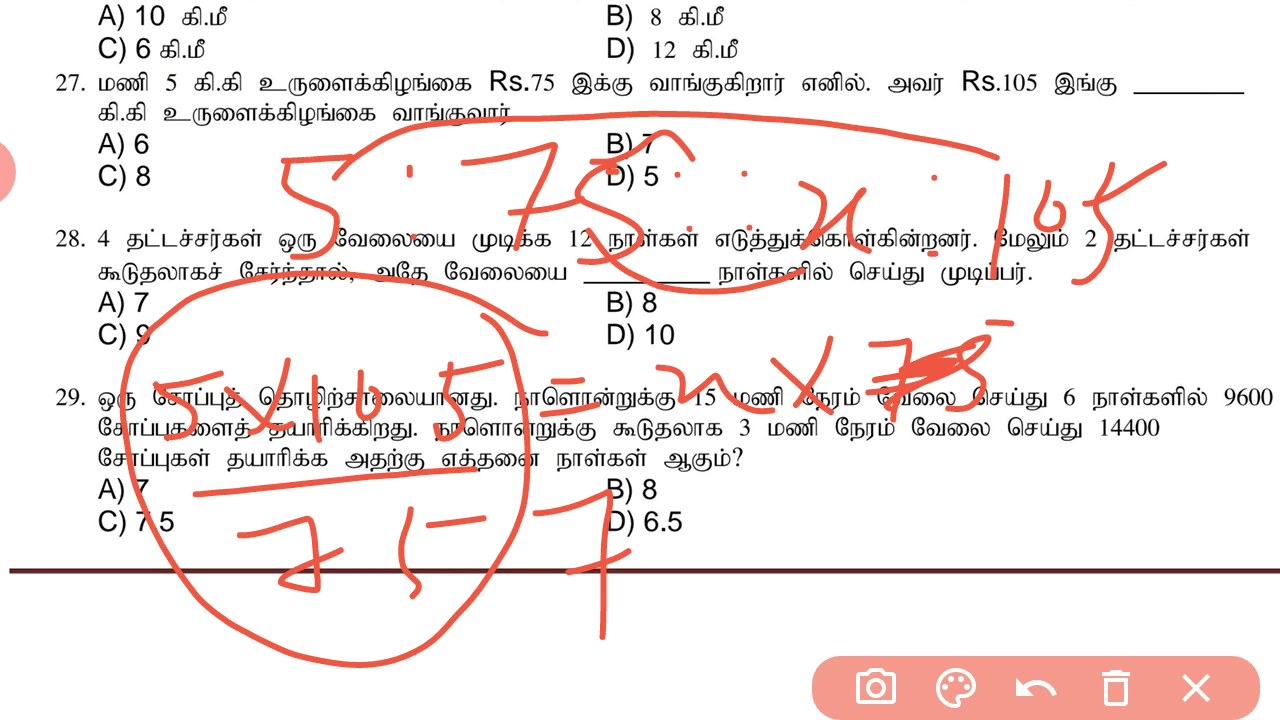 A) 10 கி.மீ B) 8 கி.மீ
C) 6 கி.மீ D) 12 கி.மீ
27. மணி 5 கி.கி உருளைக்கிழங்கை Rs.75 இக்கு வாங்குகிறார் எனில். அவர் Rs.105 இங்கு ________
கி.கி உருளைக்கிழங்கை வாங்குவார்
A) 6 B) 7
C) 8 D) 5
5 : 75 :: x : 105
28. 4 தட்டச்சர்கள் ஒரு வேலையை முடிக்க 12 நாள்கள் எடுத்துக்கொள்கின்றனர். மேலும் 2 தட்டச்சர்கள்
கூடுதலாகச் சேர்ந்தால், அதே வேலையை ________ நாள்களில் செய்து முடிப்பர்.
A) 7 B) 8
C) 9 D) 10
5 X 105 = x X 75
29. ஒரு சோப்புத் தொழிற்சாலையானது. நாளொன்றுக்கு 15 மணி நேரம் வேலை செய்து 6 நாள்களில் 9600
சோப்புகளைத் தயாரிக்கிறது. நாளொன்றுக்கு கூடுதலாக 3 மணி நேரம் வேலை செய்து 14400
சோப்புகள் தயாரிக்க அதற்கு எத்தனை நாள்கள் ஆகும்?
A) 7 B) 8
C) 7.5 D) 6.5
75 7